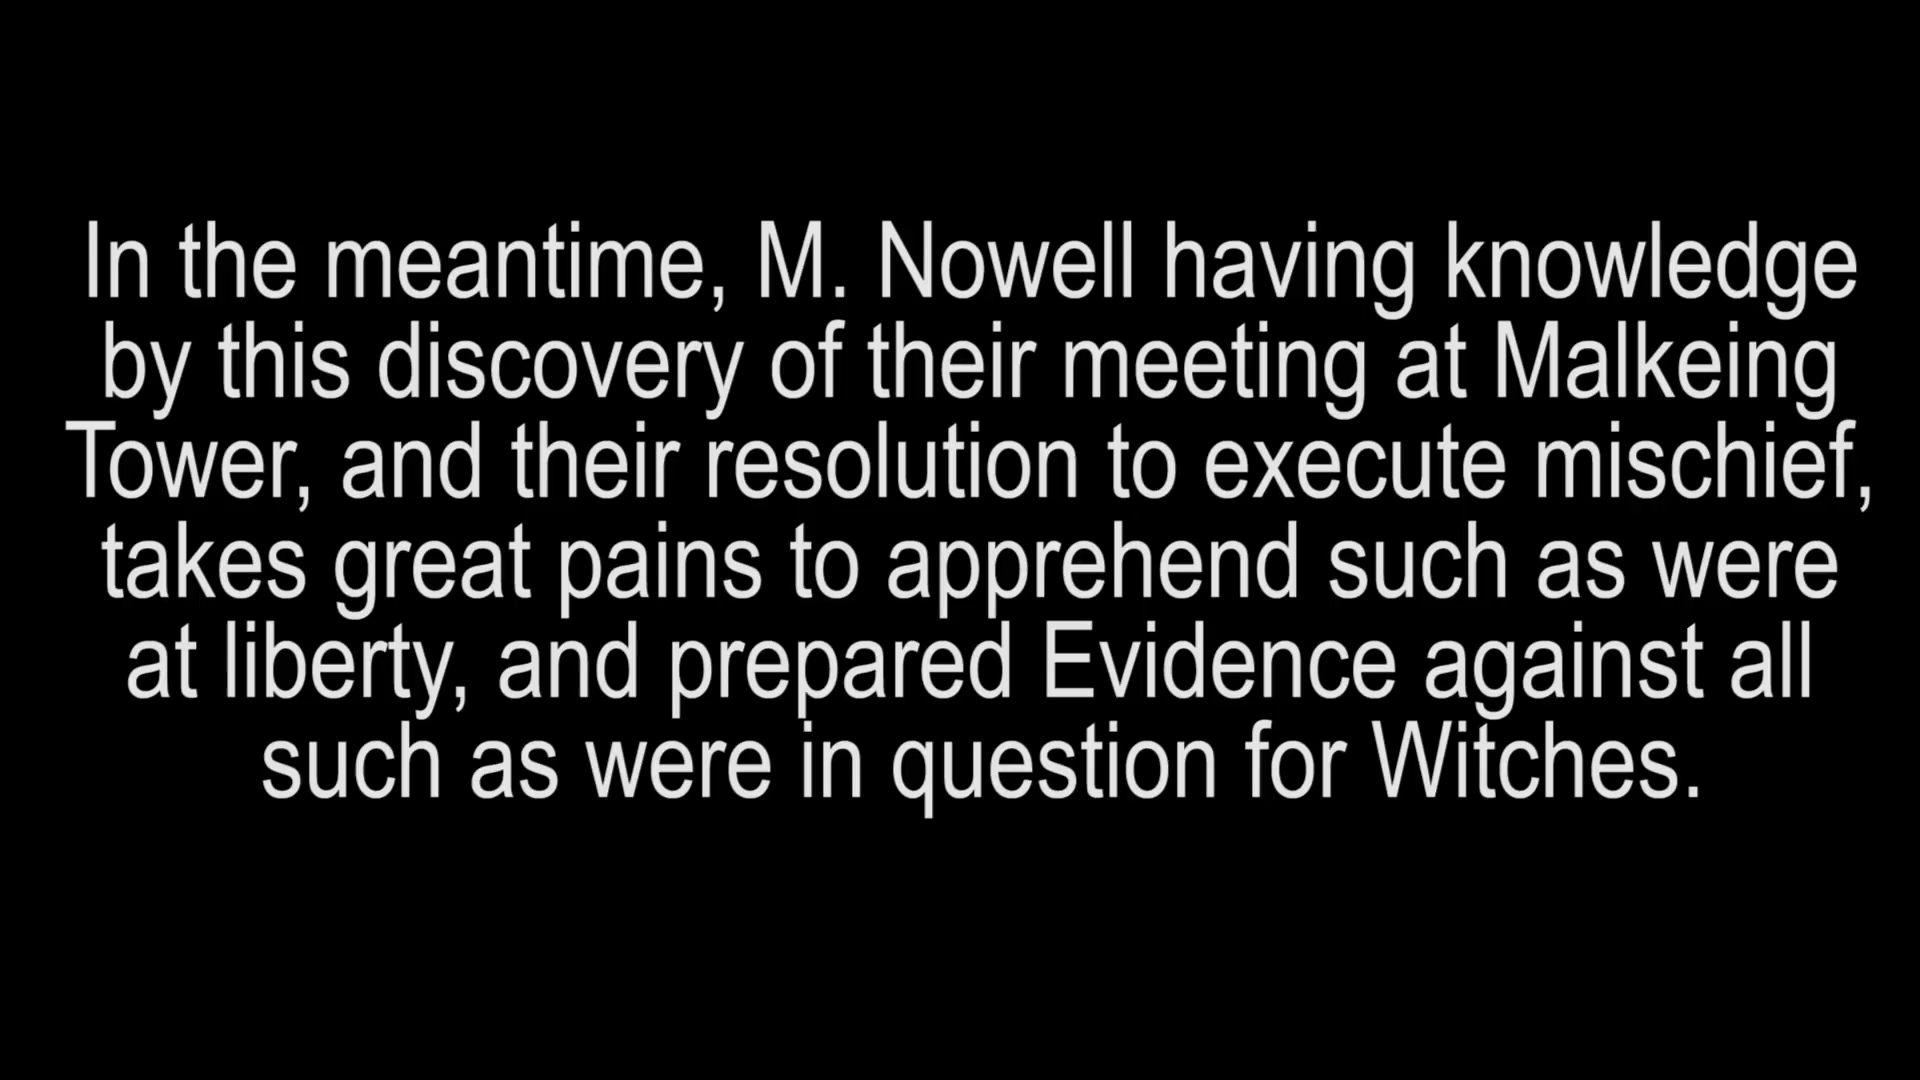 In the meantime, M. Nowell having knowledge
by this discovery of their meeting at Malkeing
Tower, and their resolution to execute mischief,
takes great pains to apprehend such as were
at liberty, and prepared Evidence against all
such as were in question for Witches.